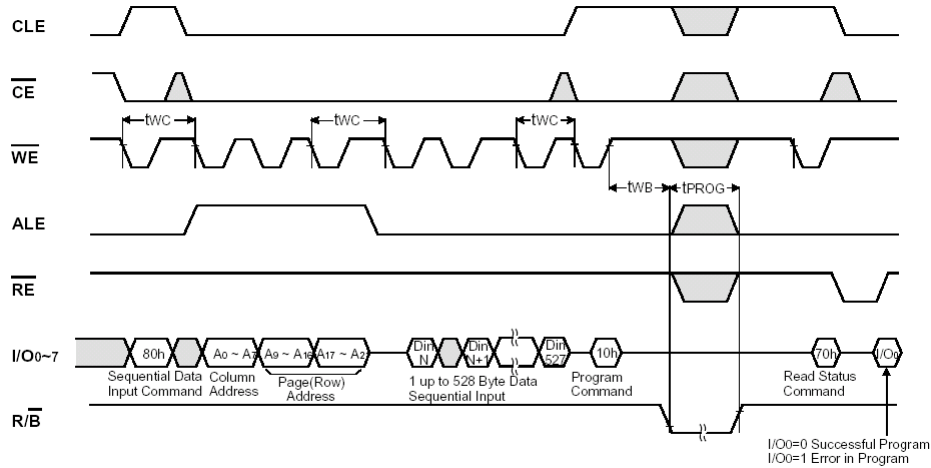 CLE
CE
tWC tWC tWC
WE
tWB tPROG
ALE
RE
I/O0~7 80h A0 ~ A7 A9 ~ A16 A17 ~ A2 Din N Din N+1 Din 527 10h 70h I/O0
Sequential Data Input Command
Column Address
Page(Row) Address
1 up to 528 Byte Data Sequential Input
Program Command
Read Status Command
R/B
I/O0=0 Successful Program
I/O0=1 Error in Program